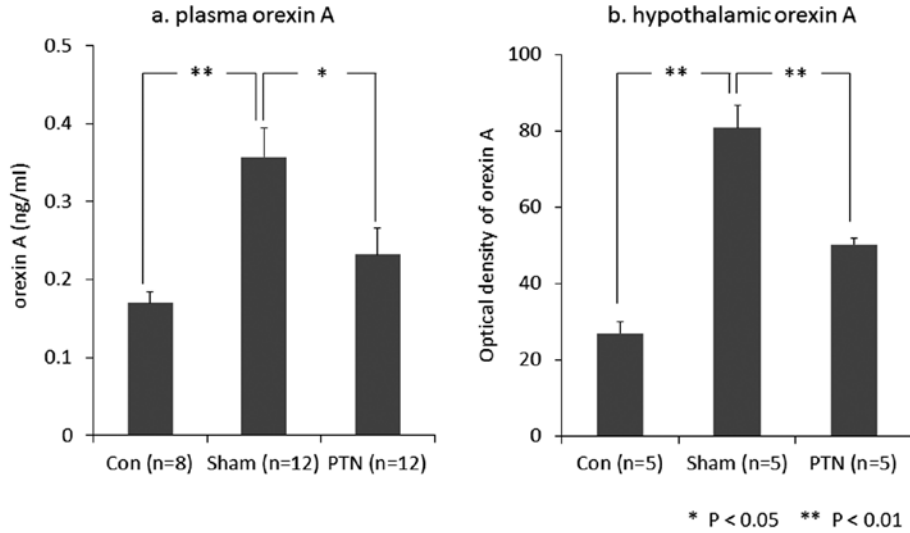 a. plasma orexin A
orexin A (ng/ml)
0.5
0.4
0.3
0.2
0.1
0
** *
Con (n=8) Sham (n=12) PTN (n=12)
b. hypothalamic orexin A
Optical density of orexin A
100
80
60
40
20
0
** **
Con (n=5) Sham (n=5) PTN (n=5)
* P < 0.05 ** P < 0.01